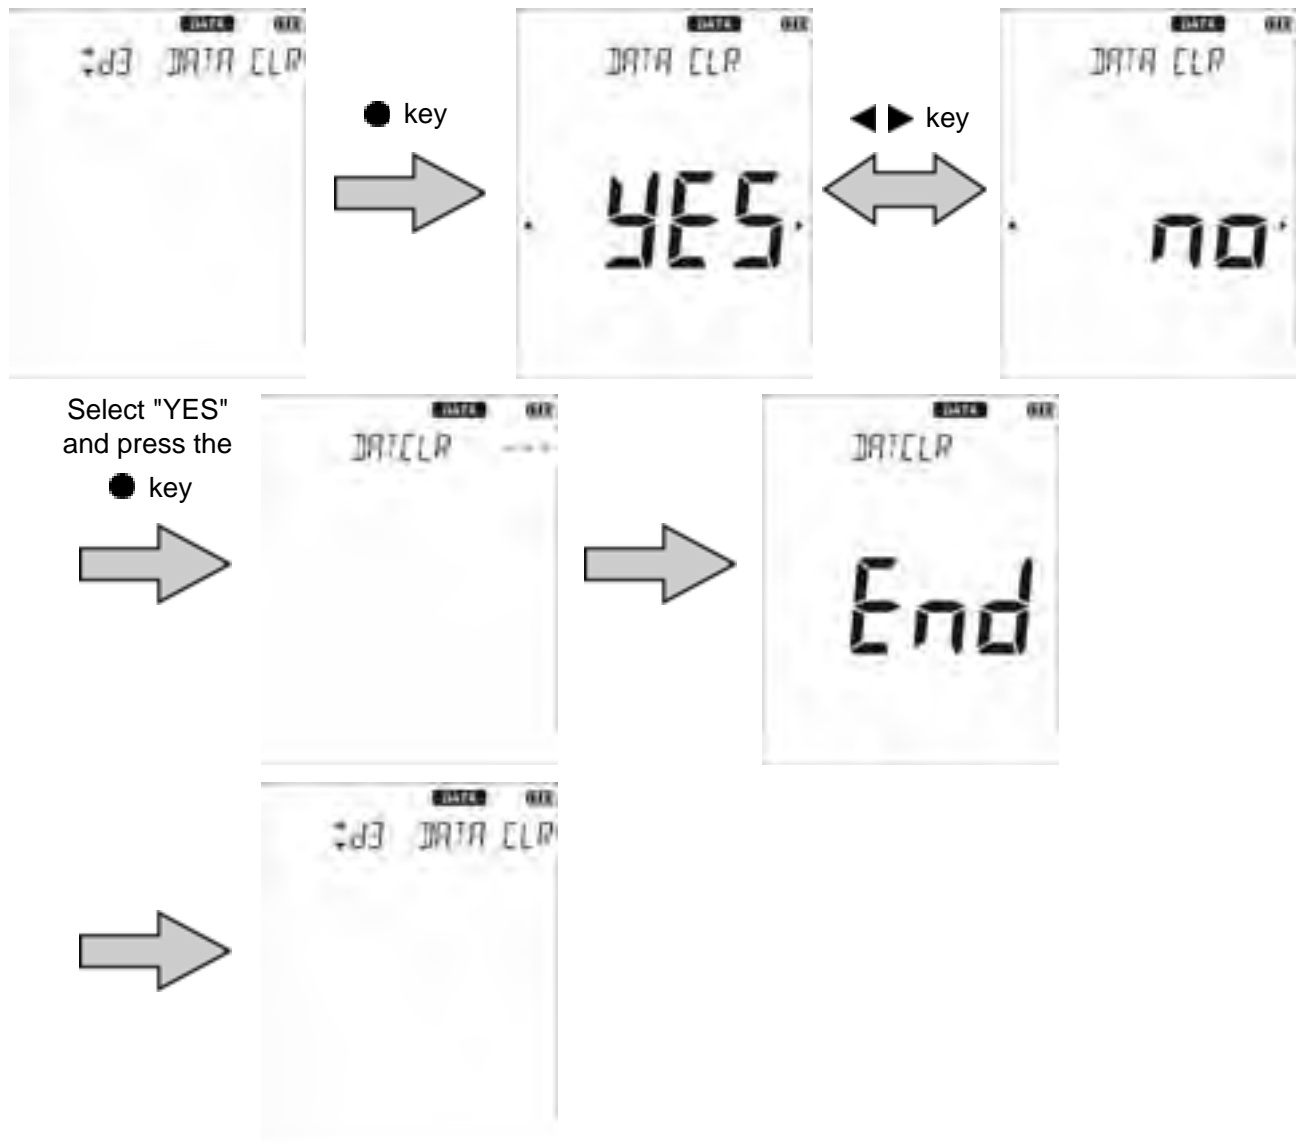 DATA
d3 DATA CLR
● key
DATA
DATA CLR
YES
◀ ▶ key
DATA
DATA CLR
no
Select "YES"
and press the
● key
DATA
DATCLR ----
DATA
DATCLR
End
DATA
d3 DATA CLR